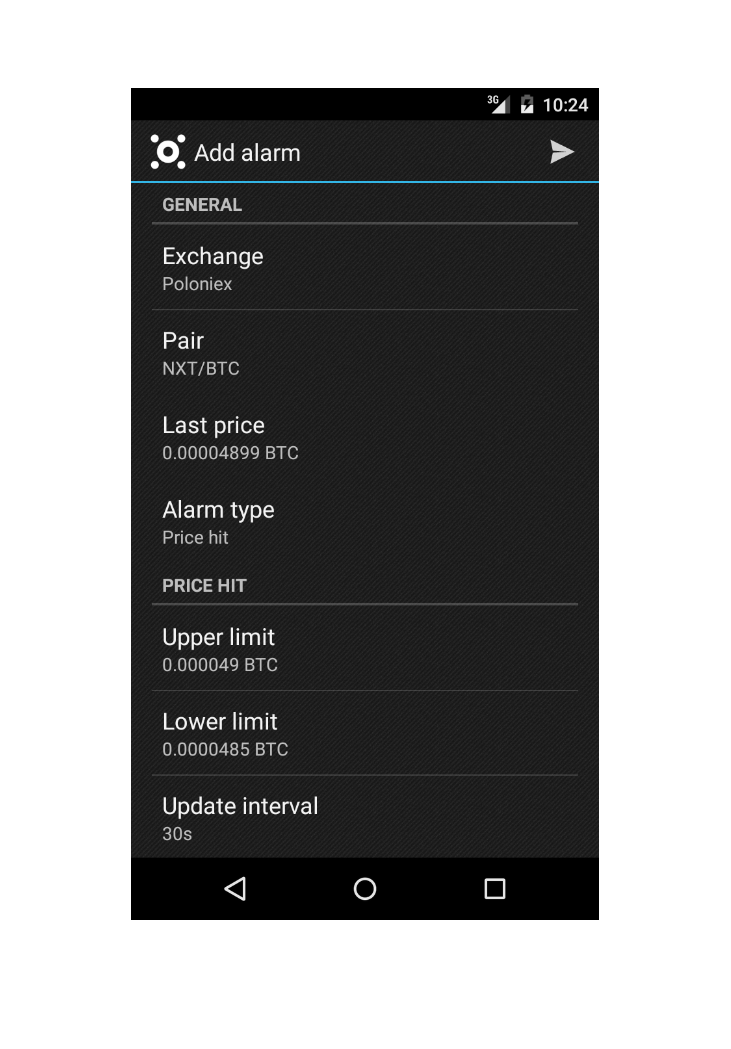 3G 10:24
Add alarm
GENERAL
Exchange
Poloniex
Pair
NXT/BTC
Last price
0.00004899 BTC
Alarm type
Price hit
PRICE HIT
Upper limit
0.000049 BTC
Lower limit
0.0000485 BTC
Update interval
30s